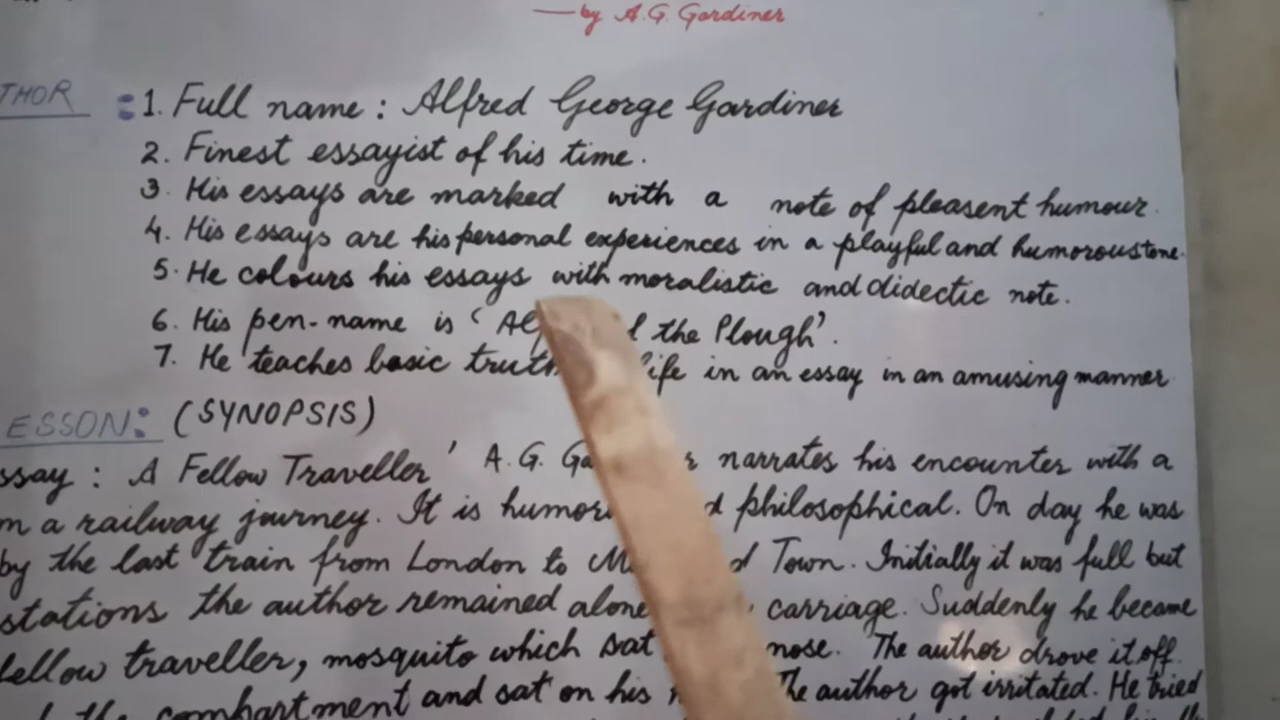 —by A.G. Gardiner
THOR : 1. Full name : Alfred George Gardiner
2. Finest essayist of his time.
3. His essays are marked with a note of pleasent humour.
4. His essays are his personal experiences in a playful and humorous tone.
5. He colours his essays with moralistic and didectic note.
6. His pen-name is ' the Plough'.
7. He teaches basic life in an essay in an amusing manner
ESSON: (SYNOPSIS)
ssay : A Fellow Traveller ' A.G. narrates his encounter with a
m a railway journey. It is philosophical. On day he was
by the last train from London to Town. Initially it was full but
stations the author remained alone carriage. Suddenly he became
fellow traveller, mosquito which sat nose. The author drove it off.
the compartment and sat on his The author got irritated. He tried